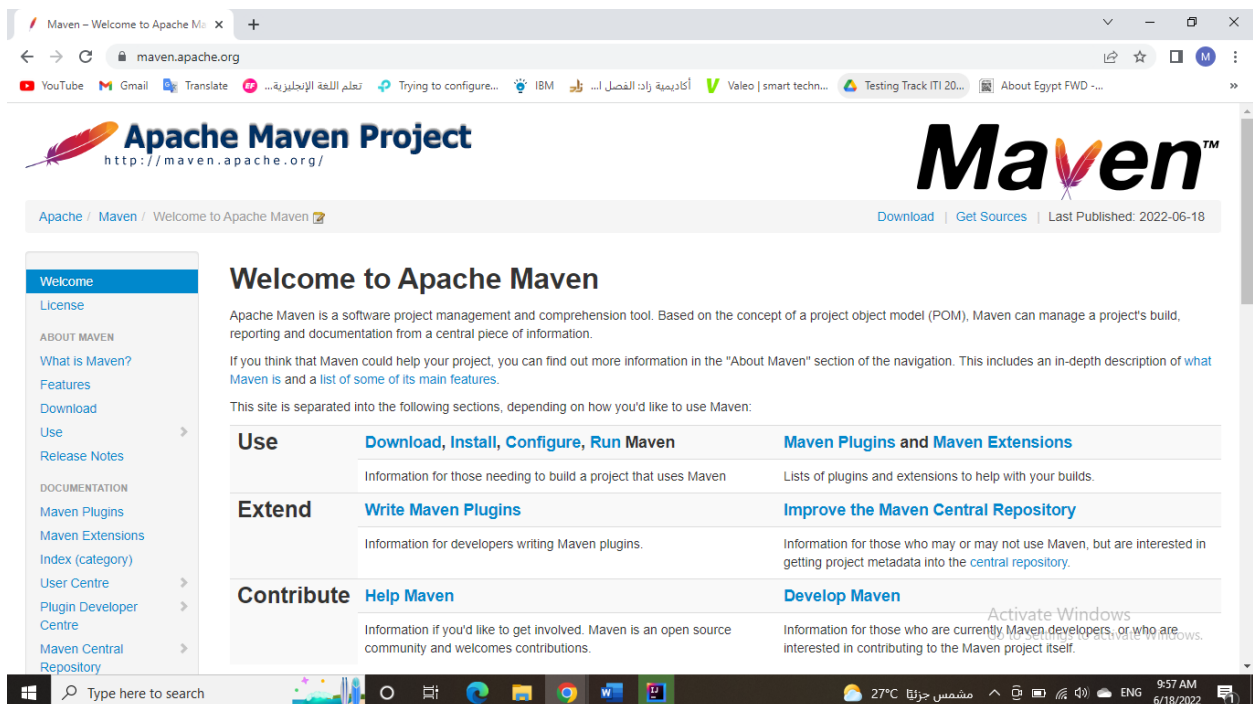 Maven – Welcome to Apache Ma
maven.apache.org
M
YouTube Gmail Translate تعلم اللغة الإنجليزية... Trying to configure... IBM أكاديمية زاد: الفصل ا... Valeo | smart techn... Testing Track ITI 20... About Egypt FWD -... »
Apache Maven Project
http://maven.apache.org/
Maven™
Apache / Maven / Welcome to Apache Maven
Download | Get Sources | Last Published: 2022-06-18
Welcome
License
ABOUT MAVEN
What is Maven?
Features
Download
Use
Release Notes
DOCUMENTATION
Maven Plugins
Maven Extensions
Index (category)
User Centre
Plugin Developer
Centre
Maven Central
Repository
Welcome to Apache Maven
Apache Maven is a software project management and comprehension tool. Based on the concept of a project object model (POM), Maven can manage a project's build,
reporting and documentation from a central piece of information.
If you think that Maven could help your project, you can find out more information in the "About Maven" section of the navigation. This includes an in-depth description of what
Maven is and a list of some of its main features.
This site is separated into the following sections, depending on how you'd like to use Maven:
Use
Download, Install, Configure, Run Maven
Information for those needing to build a project that uses Maven
Maven Plugins and Maven Extensions
Lists of plugins and extensions to help with your builds.
Extend
Write Maven Plugins
Information for developers writing Maven plugins.
Improve the Maven Central Repository
Information for those who may or may not use Maven, but are interested in
getting project metadata into the central repository.
Contribute
Help Maven
Information if you'd like to get involved. Maven is an open source
community and welcomes contributions.
Develop Maven
Information for those who are currently Maven developers, or who are
interested in contributing to the Maven project itself.
Activate Windows
Go to Settings to activate Windows.
Type here to search
27°C مشمس جزئيًا
ENG
9:57 AM
6/18/2022